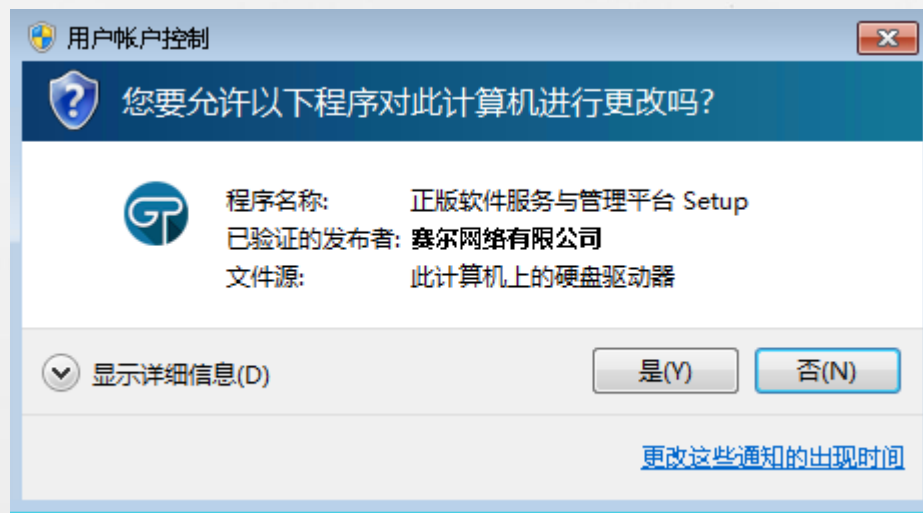 用户帐户控制
您要允许以下程序对此计算机进行更改吗?
程序名称: 正版软件服务与管理平台 Setup
已验证的发布者: 赛尔网络有限公司
文件源: 此计算机上的硬盘驱动器
显示详细信息(D) 是(Y) 否(N)
更改这些通知的出现时间